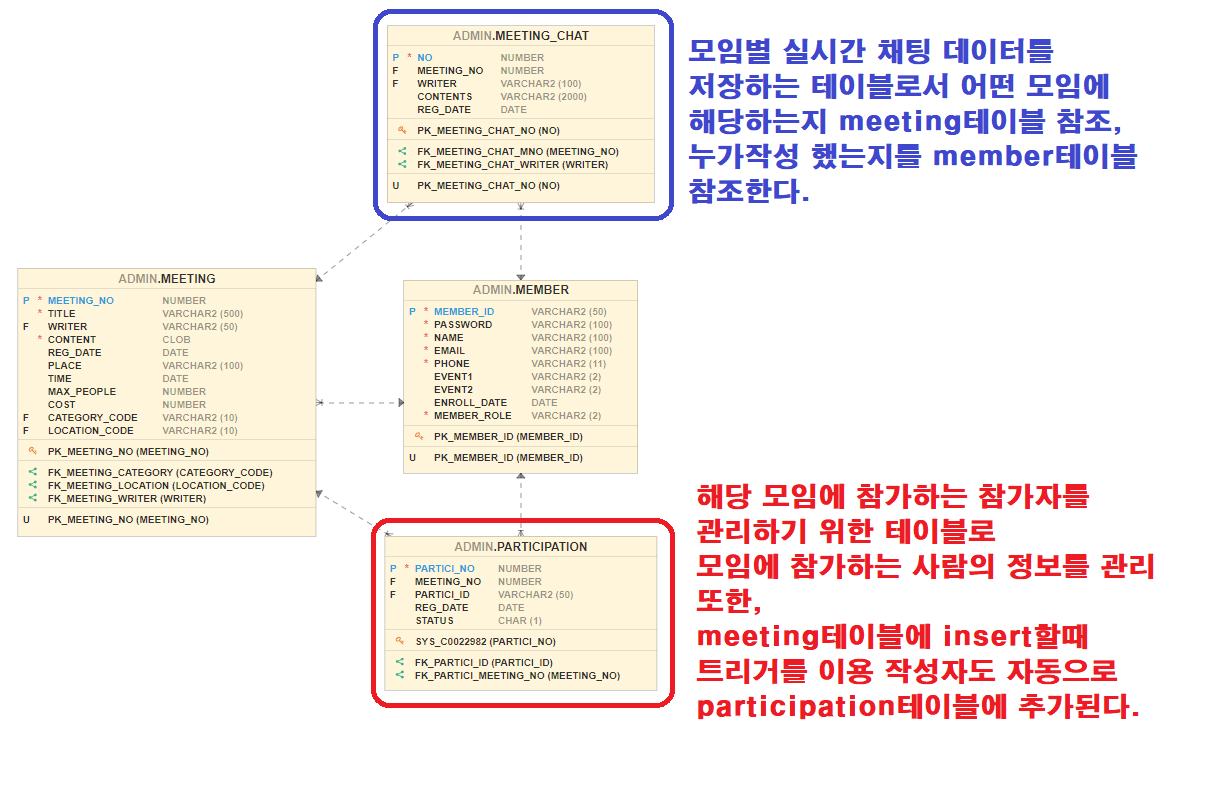 ADMIN.MEETING_CHAT
P * NO NUMBER
F MEETING_NO NUMBER
F WRITER VARCHAR2 (100)
CONTENTS VARCHAR2 (2000)
REG_DATE DATE
PK_MEETING_CHAT_NO (NO)
FK_MEETING_CHAT_MNO (MEETING_NO)
FK_MEETING_CHAT_WRITER (WRITER)
U PK_MEETING_CHAT_NO (NO)
모임별 실시간 채팅 데이터를
저장하는 테이블로서 어떤 모임에
해당하는지 meeting테이블 참조,
누가작성 했는지를 member테이블
참조한다.
ADMIN.MEETING
P * MEETING_NO NUMBER
* TITLE VARCHAR2 (500)
F WRITER VARCHAR2 (50)
* CONTENT CLOB
REG_DATE DATE
PLACE VARCHAR2 (100)
TIME DATE
MAX_PEOPLE NUMBER
COST NUMBER
F CATEGORY_CODE VARCHAR2 (10)
F LOCATION_CODE VARCHAR2 (10)
PK_MEETING_NO (MEETING_NO)
FK_MEETING_CATEGORY (CATEGORY_CODE)
FK_MEETING_LOCATION (LOCATION_CODE)
FK_MEETING_WRITER (WRITER)
U PK_MEETING_NO (MEETING_NO)
ADMIN.MEMBER
P * MEMBER_ID VARCHAR2 (50)
* PASSWORD VARCHAR2 (100)
* NAME VARCHAR2 (100)
* EMAIL VARCHAR2 (100)
* PHONE VARCHAR2 (11)
EVENT1 VARCHAR2 (2)
EVENT2 VARCHAR2 (2)
ENROLL_DATE DATE
* MEMBER_ROLE VARCHAR2 (2)
PK_MEMBER_ID (MEMBER_ID)
U PK_MEMBER_ID (MEMBER_ID)
ADMIN.PARTICIPATION
P * PARTICI_NO NUMBER
F MEETING_NO NUMBER
F PARTICI_ID VARCHAR2 (50)
REG_DATE DATE
STATUS CHAR (1)
SYS_C0022982 (PARTICI_NO)
FK_PARTICI_ID (PARTICI_ID)
FK_PARTICI_MEETING_NO (MEETING_NO)
해당 모임에 참가하는 참가자를
관리하기 위한 테이블로
모임에 참가하는 사람의 정보를 관리
또한,
meeting테이블에 insert할때
트리거를 이용 작성자도 자동으로
participation테이블에 추가된다.